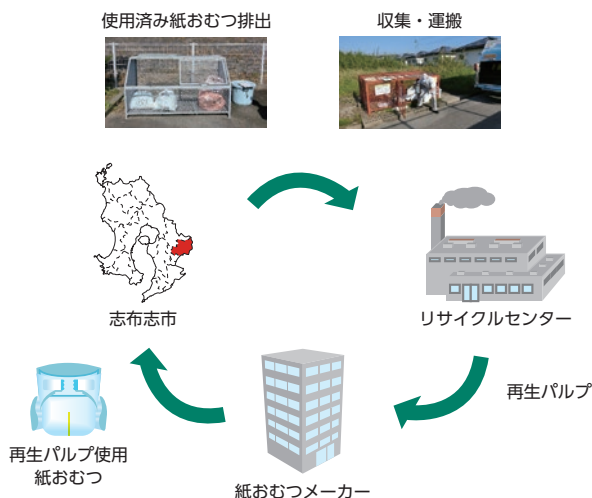 使用済み紙おむつ排出
収集・運搬
志布志市
リサイクルセンター
再生パルプ
再生パルプ使用
紙おむつ
紙おむつメーカー